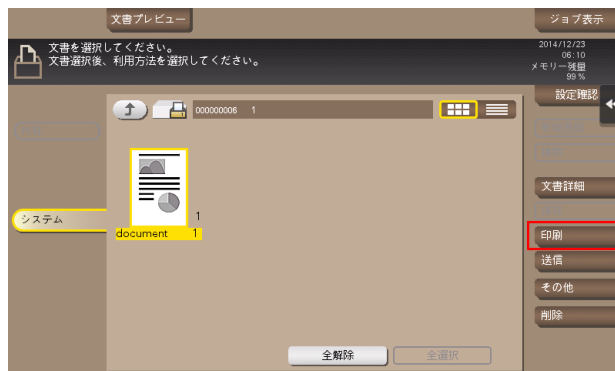 文書プレビュー
ジョブ表示
文書を選択してください。
文書選択後、利用方法を選択してください。
2014/12/23
06:10
メモリー残量
99 %
設定確認
000000006 1
文書詳細
1
システム
document 1
印刷
送信
その他
削除
全解除
全選択